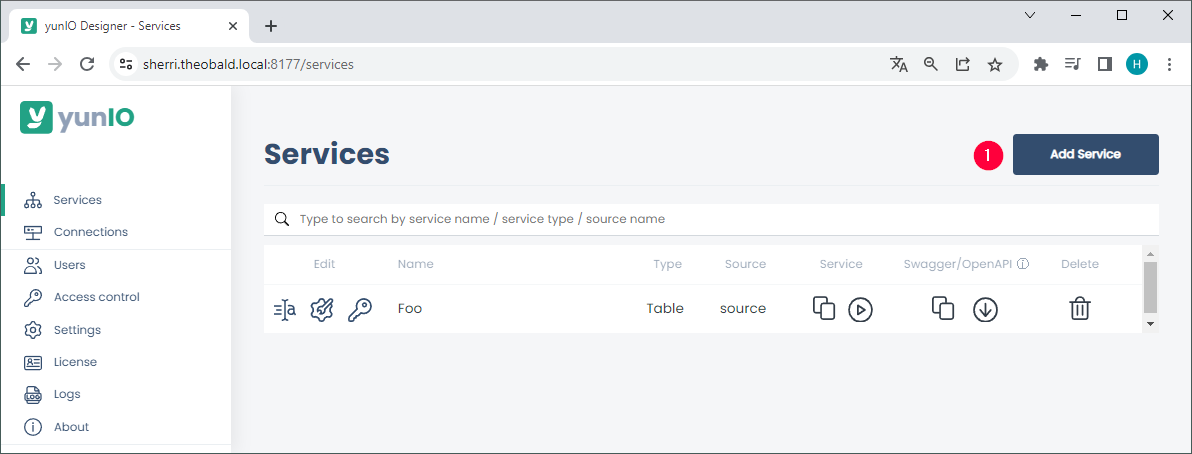 yunIO Designer - Services
sherri.theobald.local:8177/services
H
yunIO
Services
Connections
Users
Access control
Settings
License
Logs
About
Services
1
Add Service
Type to search by service name / service type / source name
Edit Name Type Source Service Swagger/OpenAPI Delete
Foo Table source